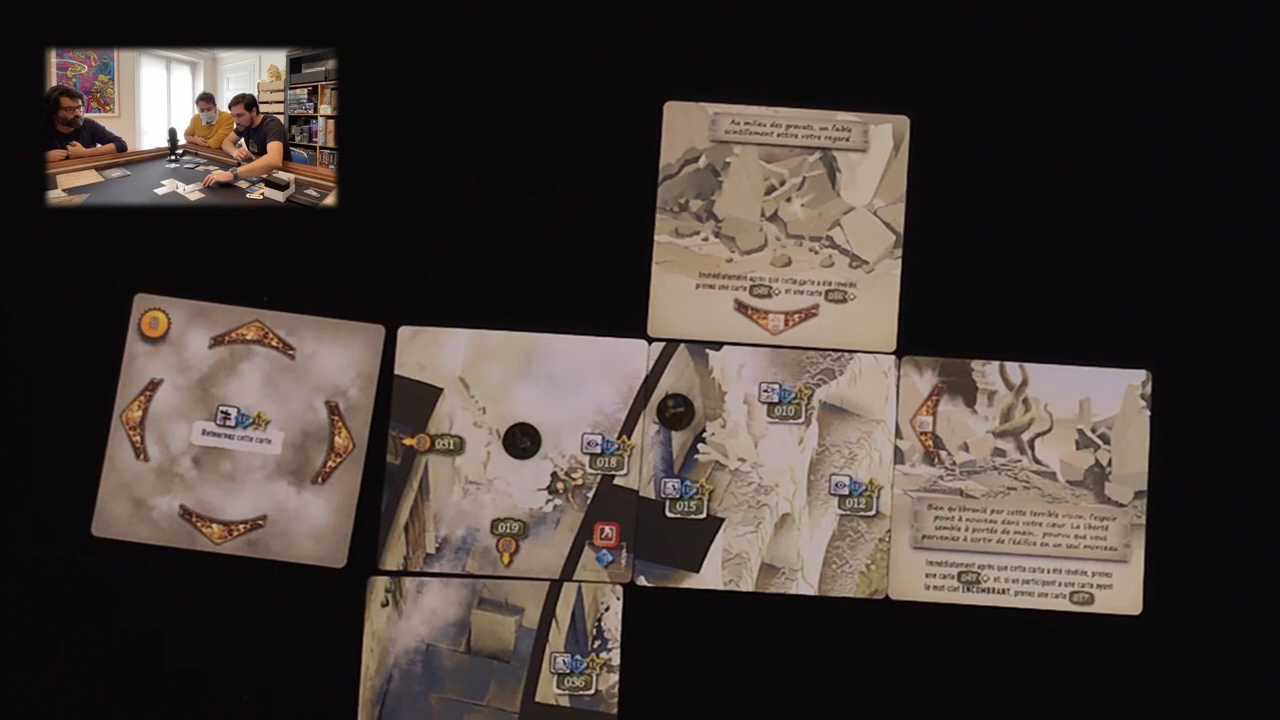 Au milieu des gravats, un faible
scintillement attire votre regard...
Immédiatement après que cette carte a été révélée,
prenez une carte
et une carte
Retournez cette carte.
031
018
019
010
015
012
036
Bien qu'ébranlé par cette terrible vision, l'espoir
point à nouveau dans votre cœur. La liberté
semble à portée de main... pourvu que vous
parveniez à sortir de l'édifice en un seul morceau
Immédiatement après que cette carte a été révélée, prenez
une carte
et, si un participant a une carte ayant
le mot-clef ENCOMBRANT, prenez une carte 017